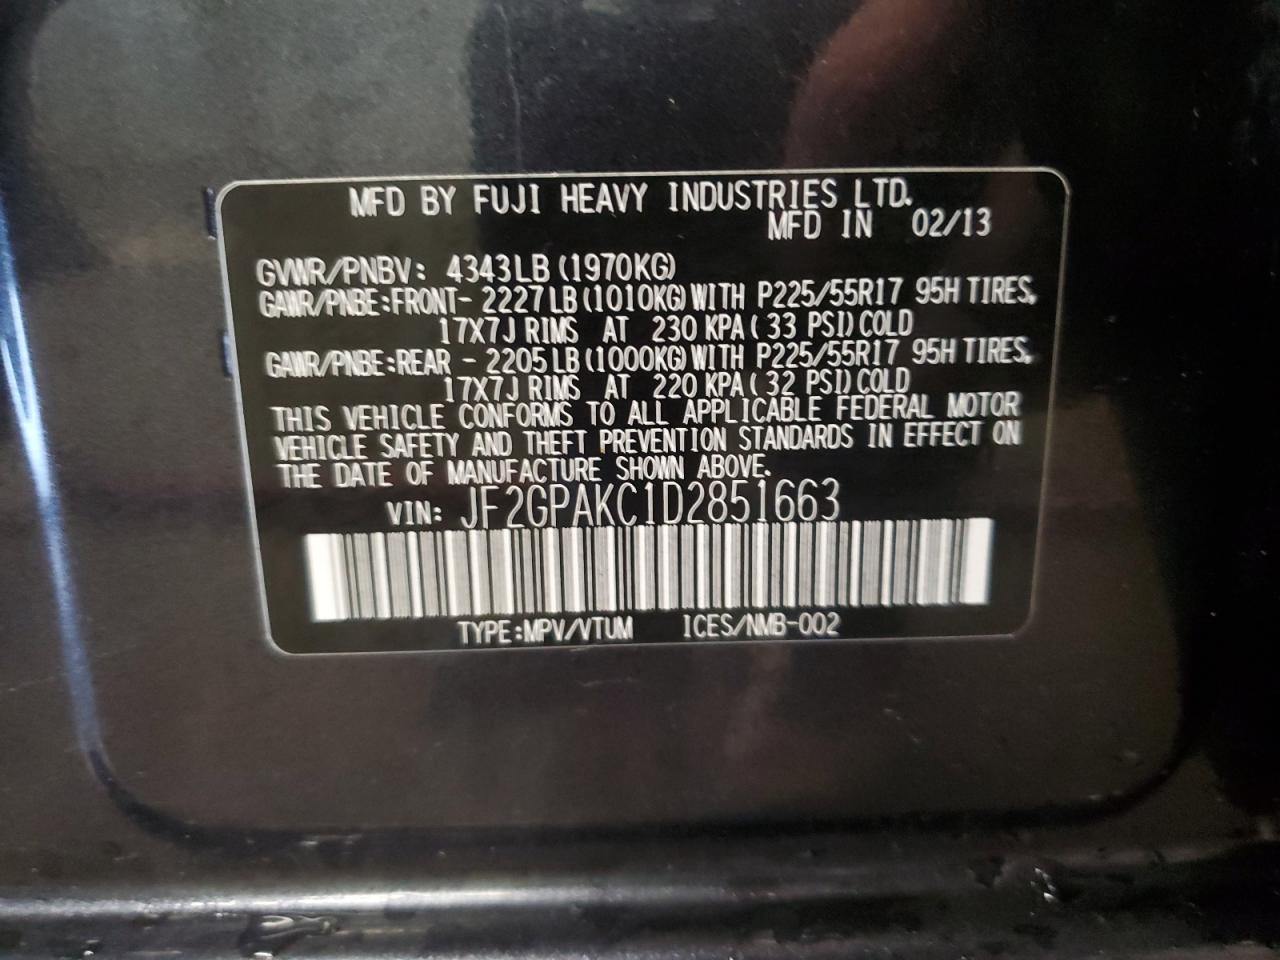 MFD BY FUJI HEAVY INDUSTRIES LTD.
MFD IN 02/13
GVWR/PNBV: 4343LB (1970KG)
GAWR/PNBE:FRONT- 2227LB (1010KG) WITH P225/55R17 95H TIRES,
17X7J RIMS AT 230 KPA ( 33 PSI) COLD
GAWR/PNBE:REAR - 2205LB (1000KG) WITH P225/55R17 95H TIRES,
17X7J RIMS AT 220 KPA ( 32 PSI) COLD
THIS VEHICLE CONFORMS TO ALL APPLICABLE FEDERAL MOTOR
VEHICLE SAFETY AND THEFT PREVENTION STANDARDS IN EFFECT ON
THE DATE OF MANUFACTURE SHOWN ABOVE.
VIN: JF2GPAKC1D2851663
TYPE:MPV/VTUM ICES/NMB-002